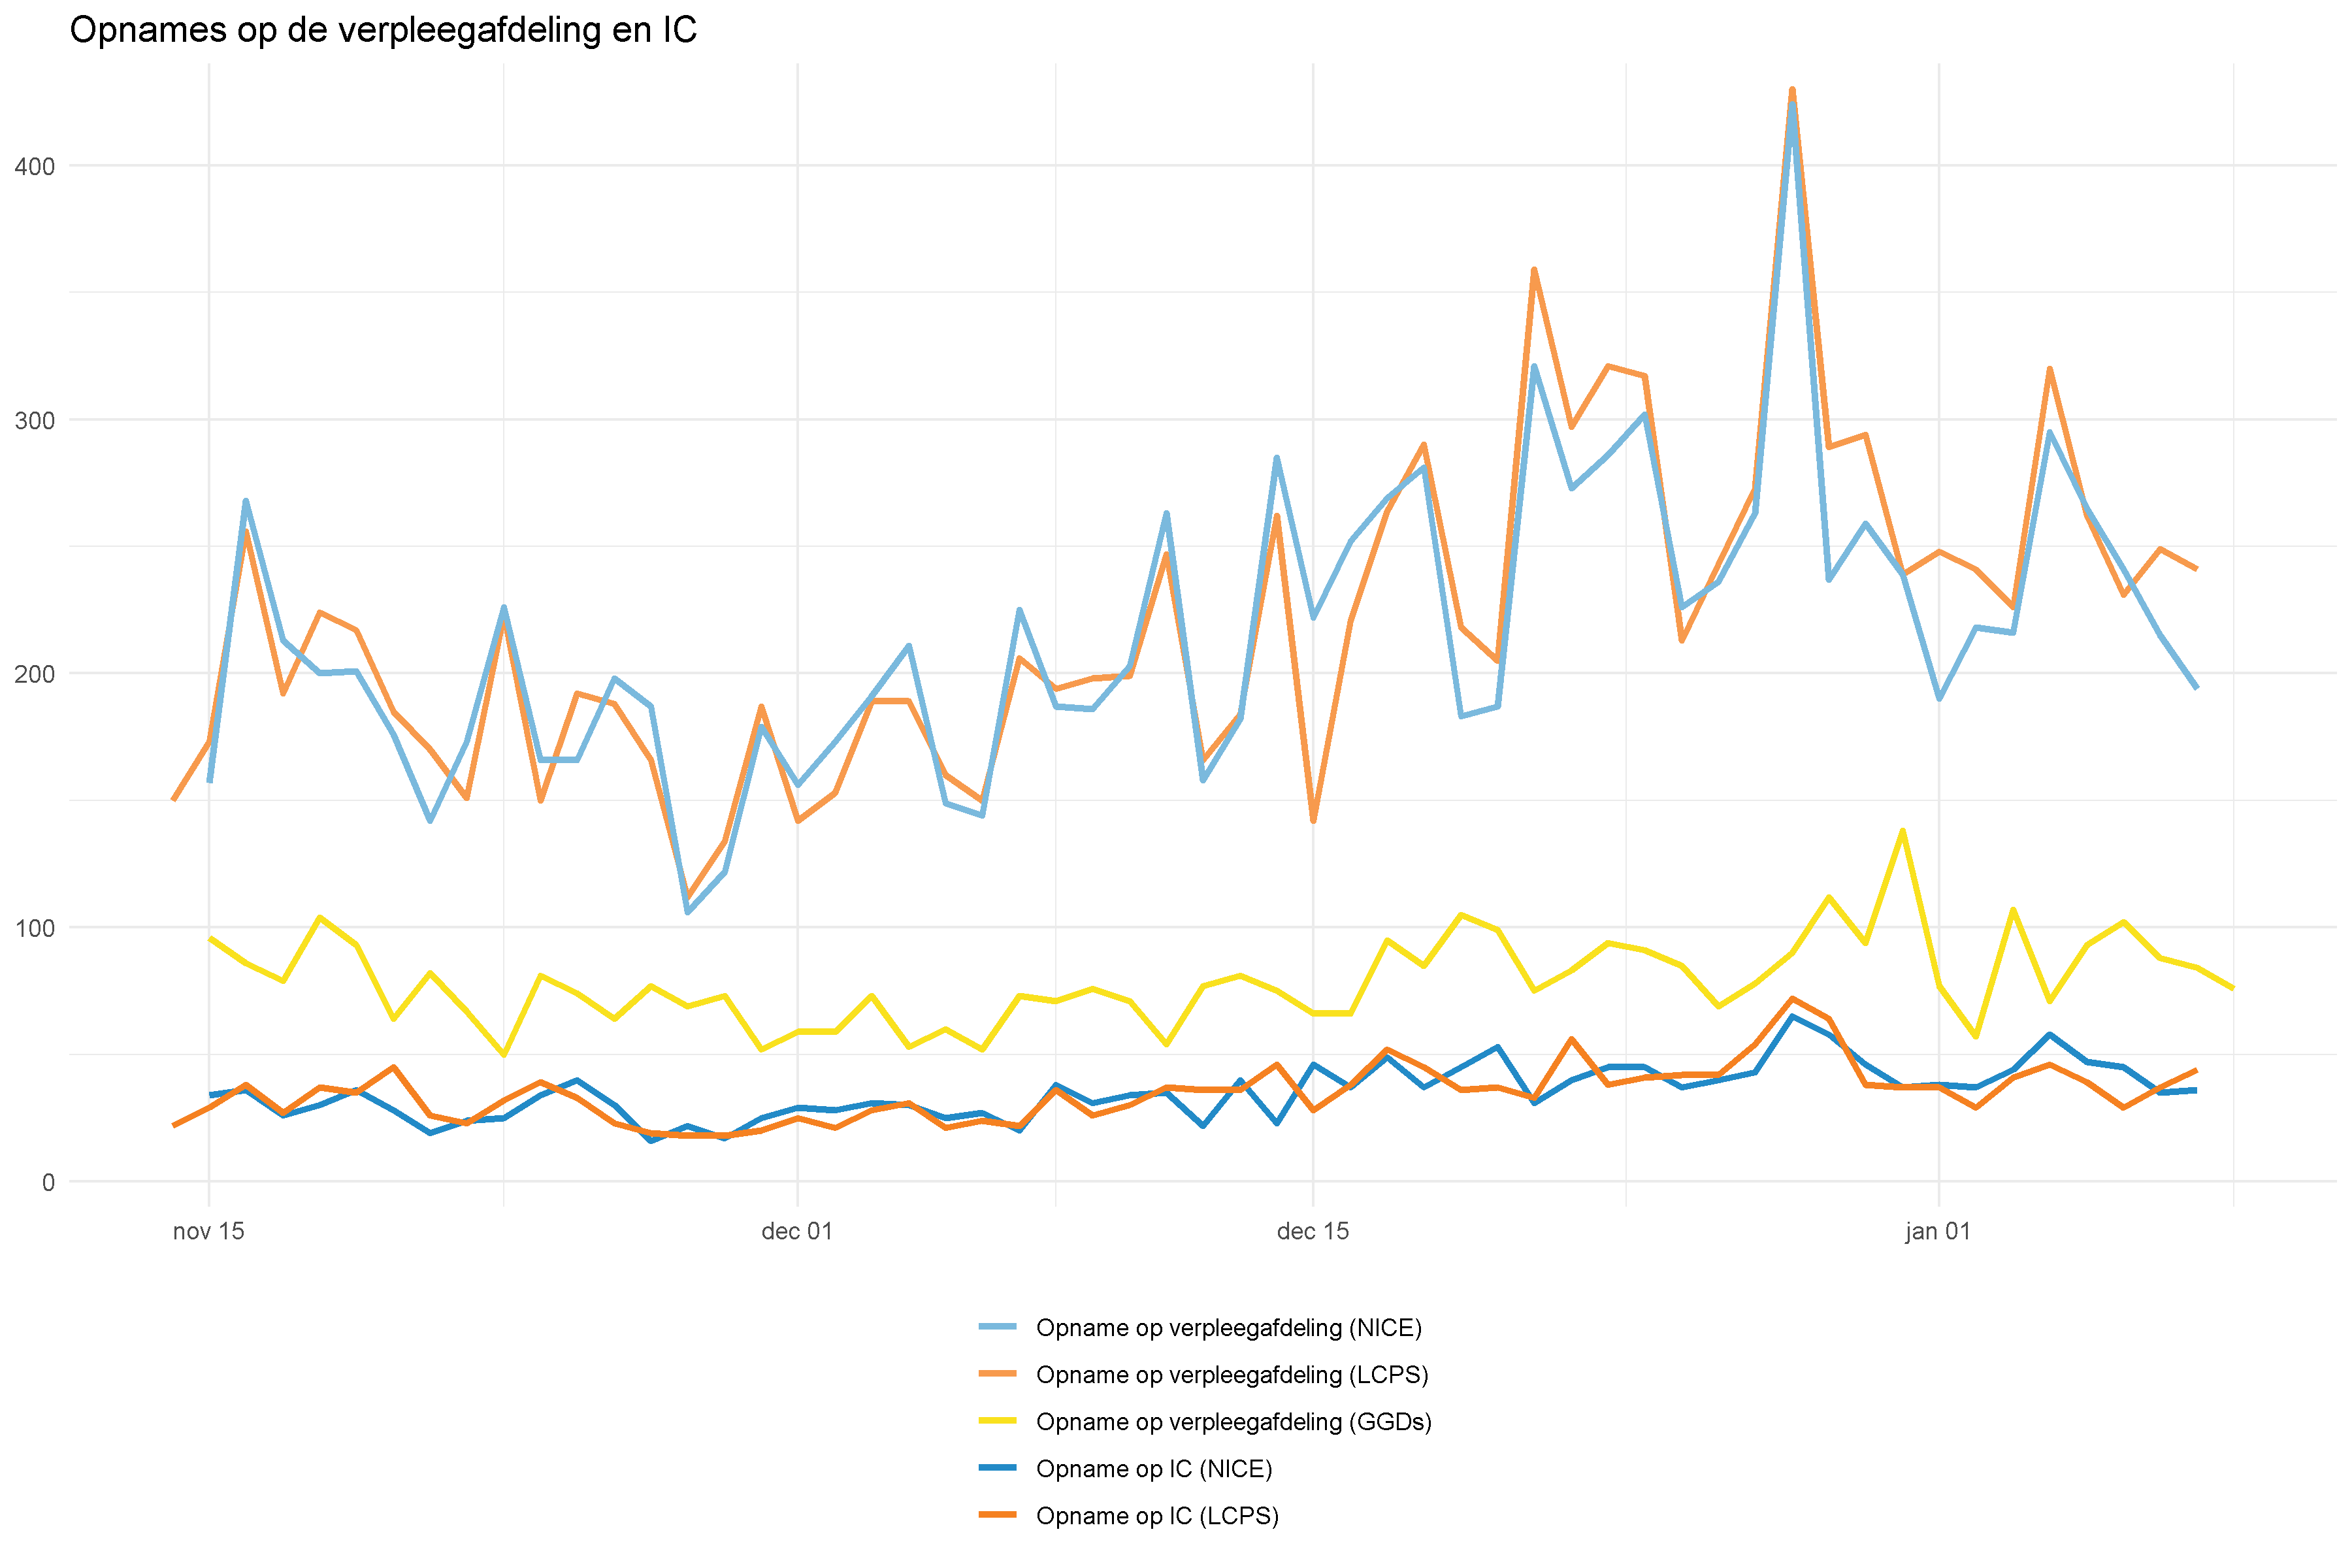 Opnames op de verpleegafdeling en IC
400
300
200
100
0
nov 15
dec 01
dec 15
jan 01
Opname op verpleegafdeling (NICE)
Opname op verpleegafdeling (LCPS)
Opname op verpleegafdeling (GGDs)
Opname op IC (NICE)
Opname op IC (LCPS)